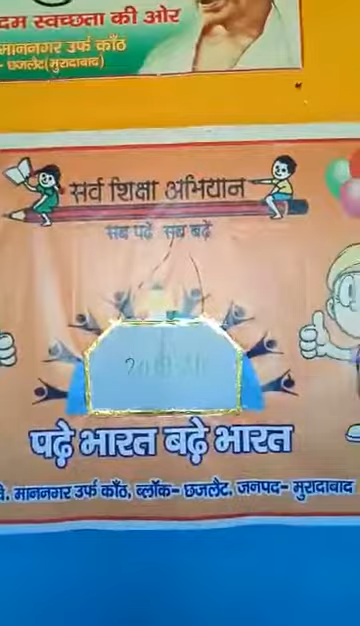 दम स्वच्छता की ओर
माननगर उर्फ काँठ
- छजलैट(मुरादाबाद)
सर्व शिक्षा अभियान
सब पढ़ें सब बढ़ें
पढ़े भारत बढ़े भारत
वि. माननगर उर्फ काँठ, ब्लॉक- छजलैट, जनपद- मुरादाबाद